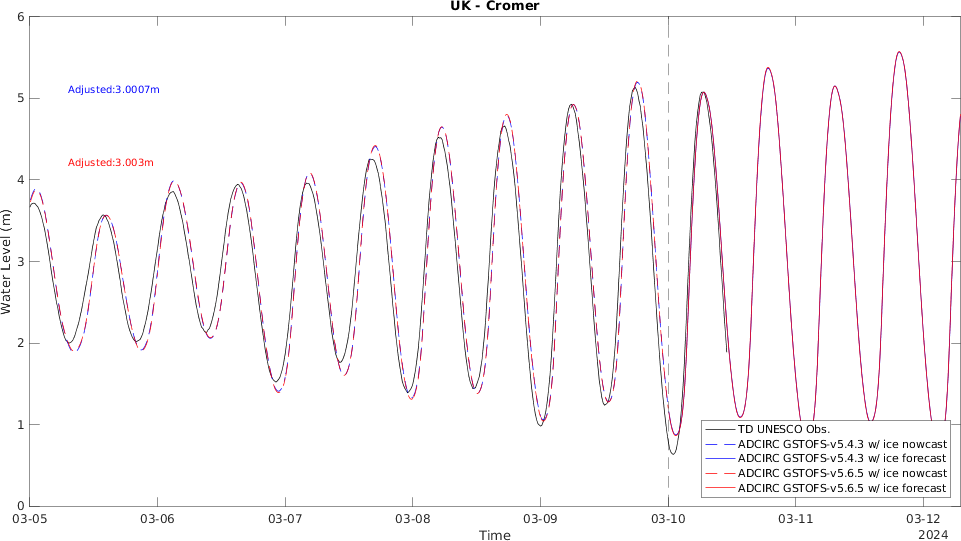 UK - Cromer
6
5
4
3
2
1
0
Water Level (m)
Adjusted:3.0007m
Adjusted:3.003m
TD UNESCO Obs.
ADCIRC GSTOFS-v5.4.3 w/ ice nowcast
ADCIRC GSTOFS-v5.4.3 w/ ice forecast
ADCIRC GSTOFS-v5.6.5 w/ ice nowcast
ADCIRC GSTOFS-v5.6.5 w/ ice forecast
03-05 03-06 03-07 03-08 03-09 03-10 03-11 03-12
Time
2024